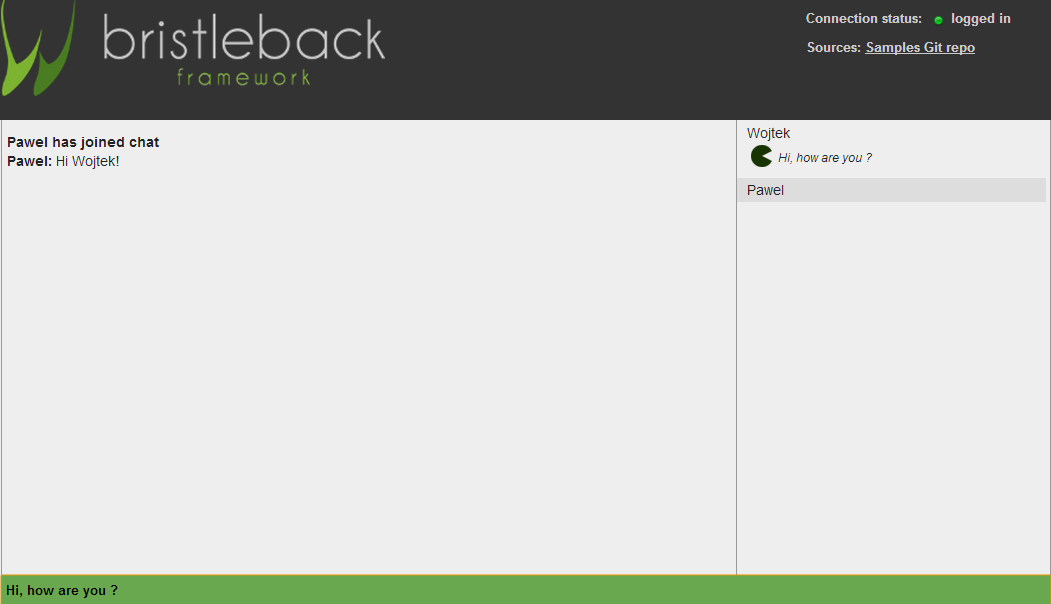 bristleback
framework
Connection status: logged in
Sources: Samples Git repo
Pawel has joined chat
Pawel: Hi Wojtek!
Wojtek
Hi, how are you ?
Pawel
Hi, how are you ?